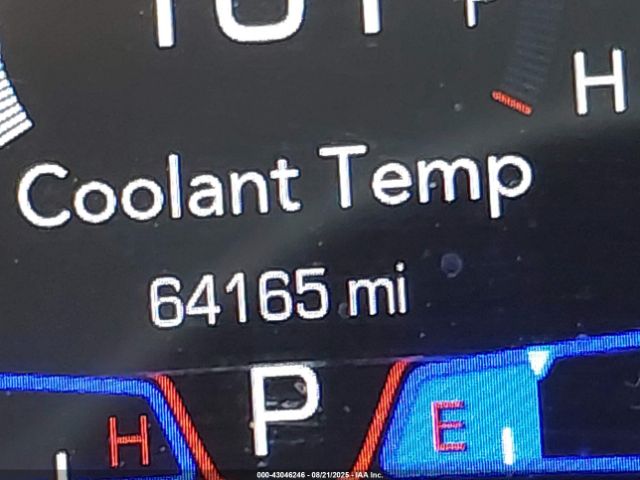 H
Coolant Temp
64165 mi
H P E
000-43046246 - 08/21/2025 - IAA Inc.